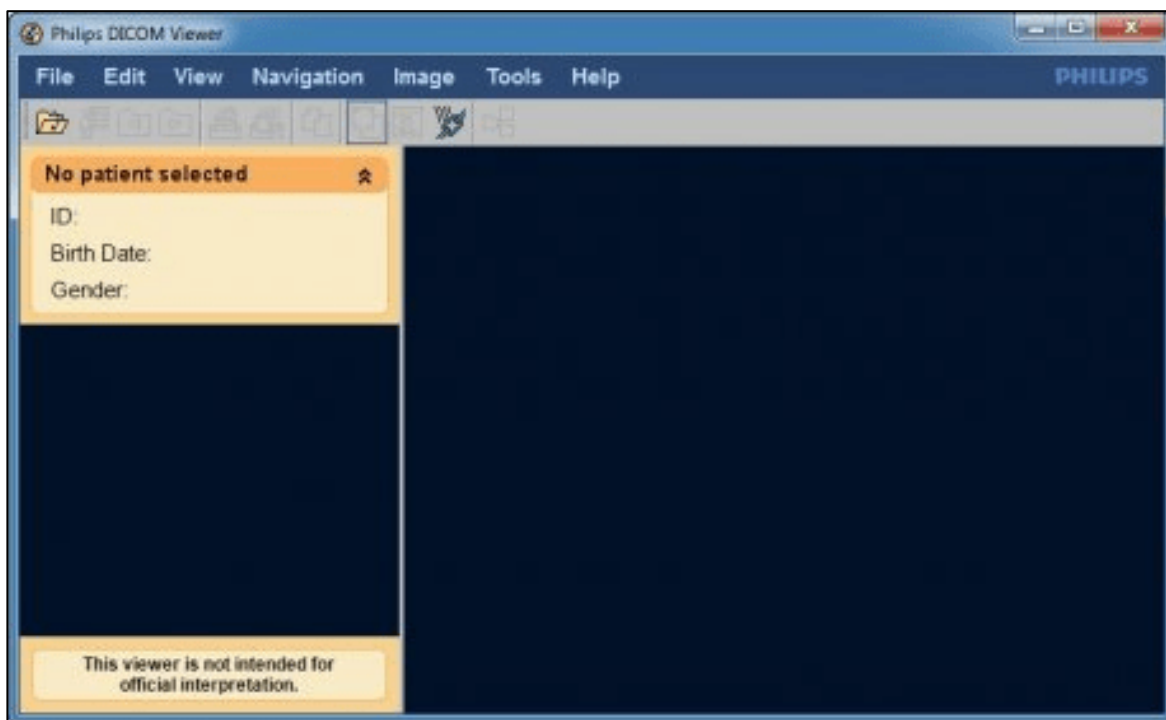 Philips DICOM Viewer
File Edit View Navigation Image Tools Help PHILIPS
No patient selected
ID:
Birth Date:
Gender:
This viewer is not intended for
official interpretation.